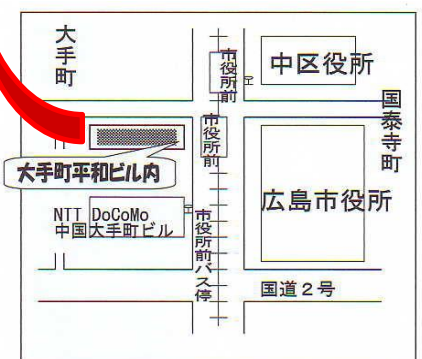 大手町
市役所前
中区役所
国泰寺町
市役所前
大手町平和ビル内
広島市役所
NTT DoCoMo
中国大手町ビル
市役所前バス停
国道2号